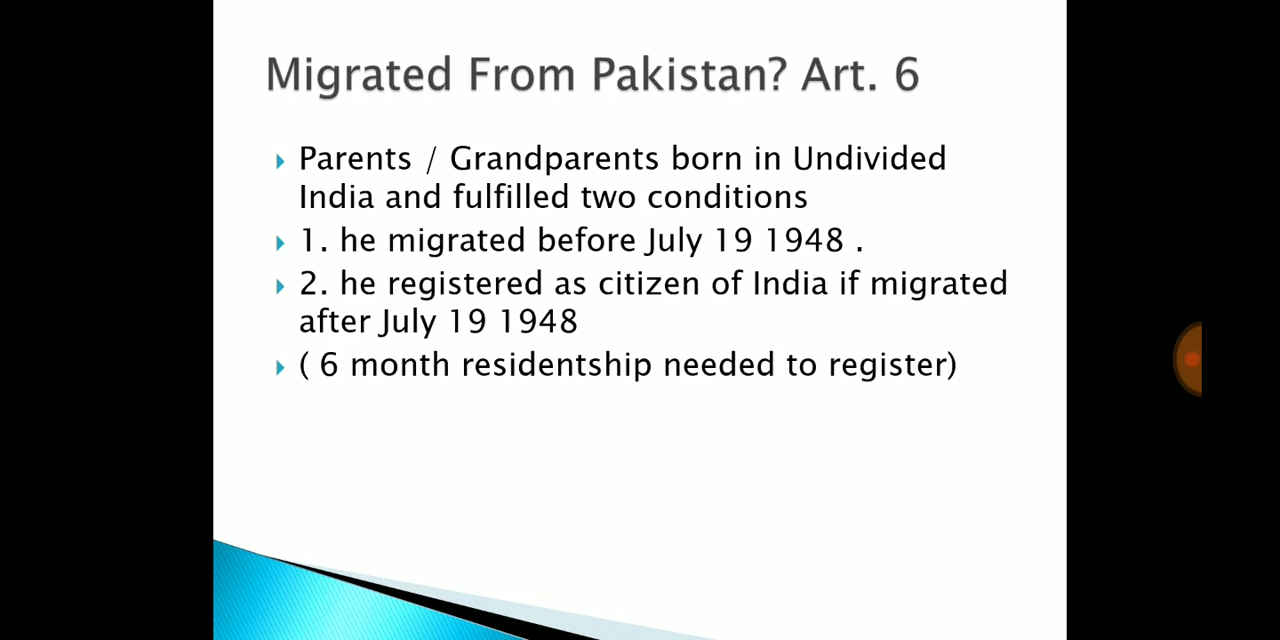 Migrated From Pakistan? Art. 6
Parents / Grandparents born in Undivided
India and fulfilled two conditions
1. he migrated before July 19 1948 .
2. he registered as citizen of India if migrated
after July 19 1948
( 6 month residentship needed to register)